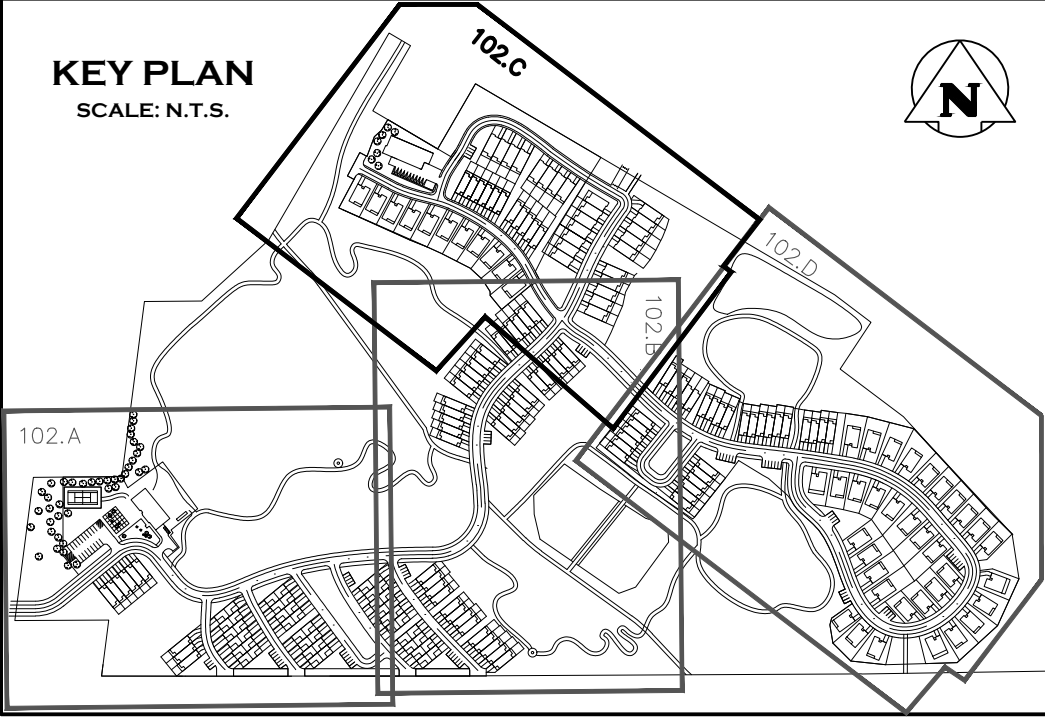 102.C
KEY PLAN
SCALE: N.T.S.
N
102.D
102.B
102.A